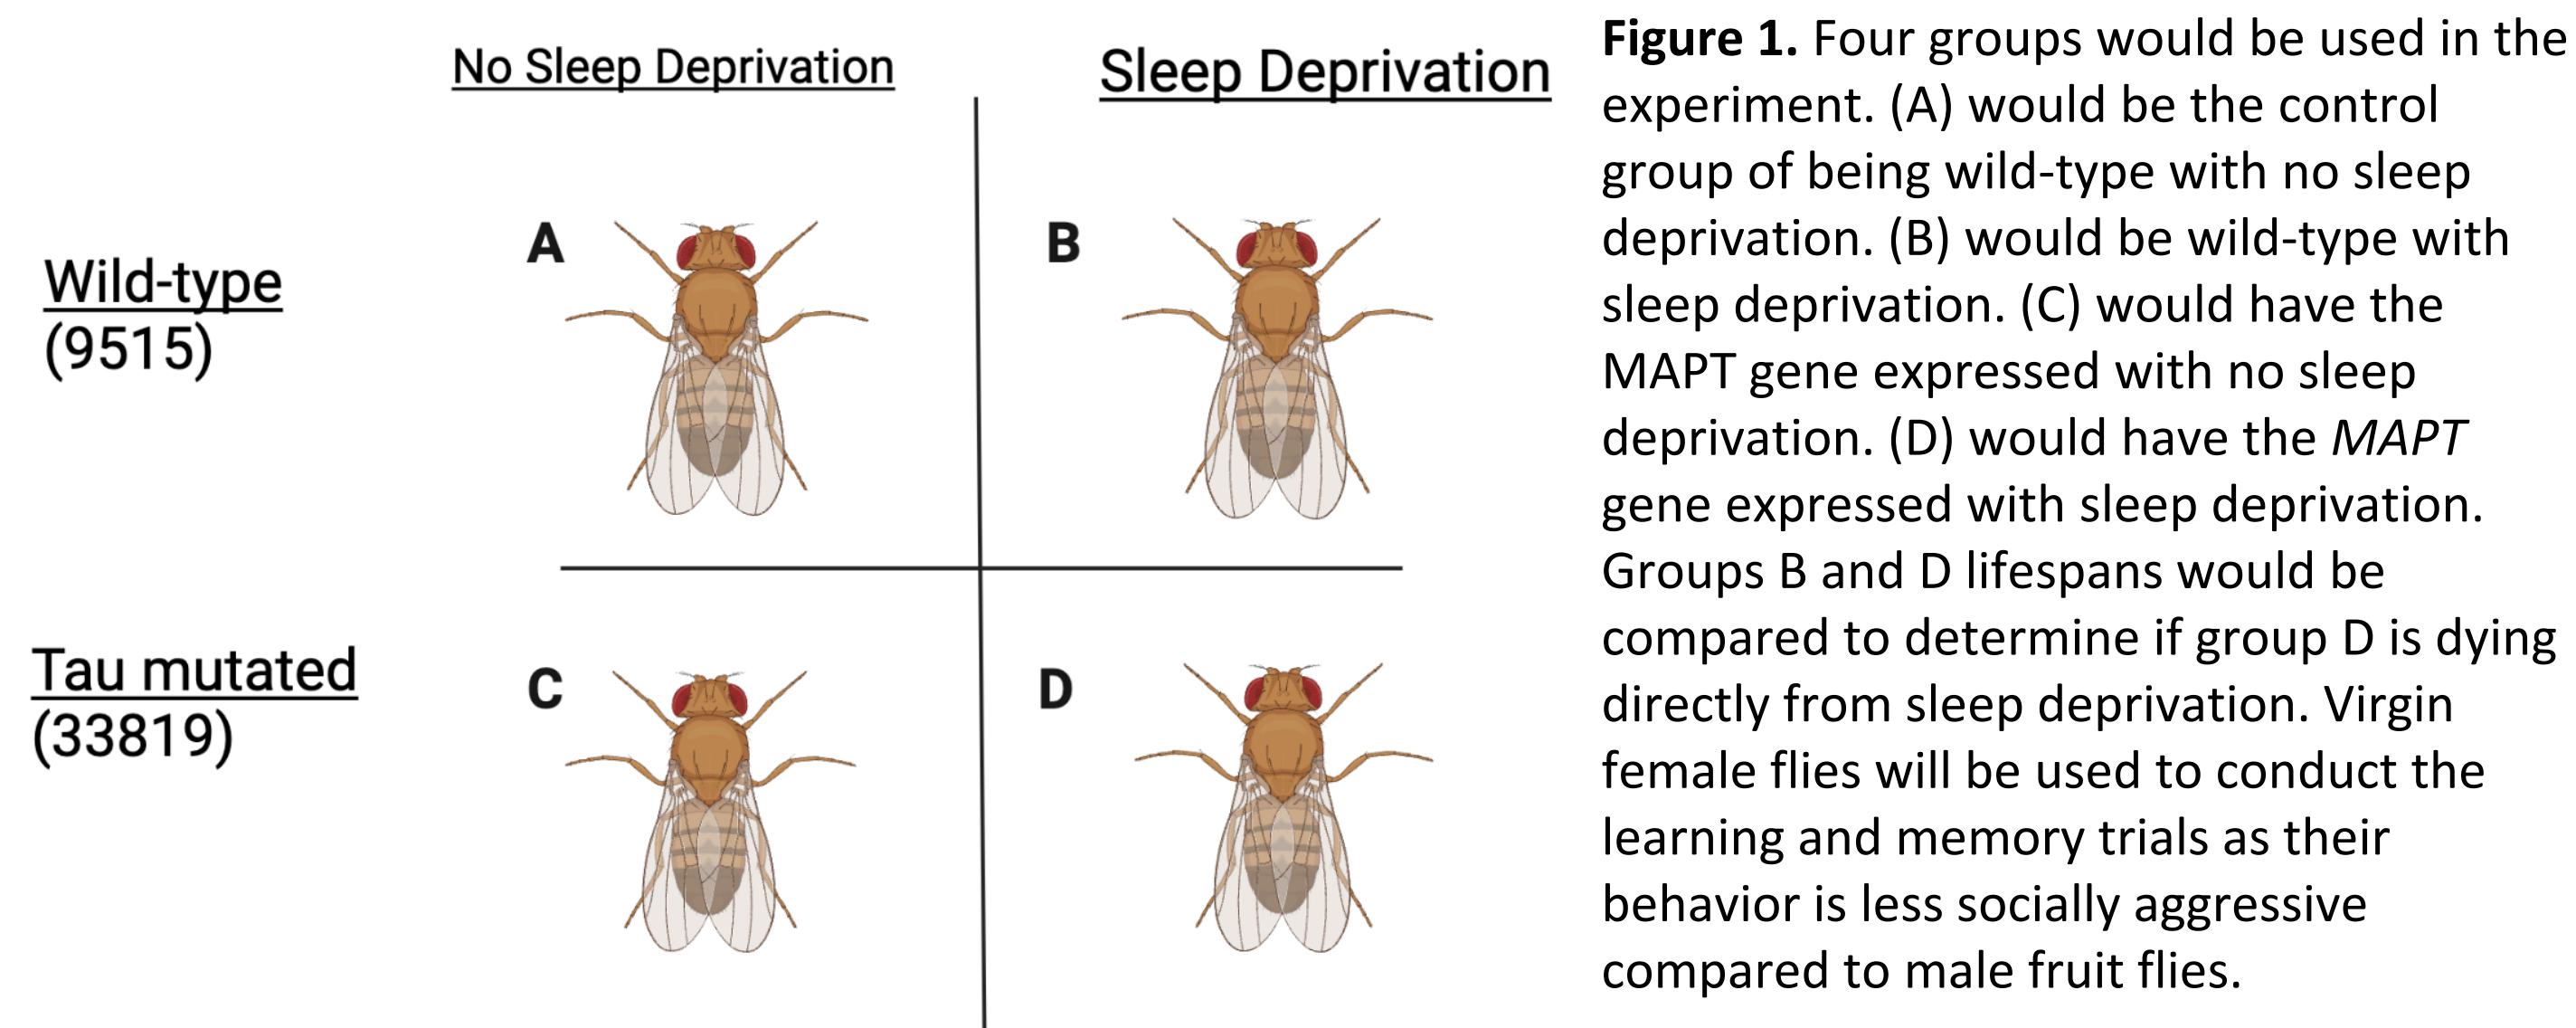 No Sleep Deprivation
Sleep Deprivation
Wild-type
(9515)
A
B
Tau mutated
(33819)
C
D
Figure 1. Four groups would be used in the
experiment. (A) would be the control
group of being wild-type with no sleep
deprivation. (B) would be wild-type with
sleep deprivation. (C) would have the
MAPT gene expressed with no sleep
deprivation. (D) would have the MAPT
gene expressed with sleep deprivation.
Groups B and D lifespans would be
compared to determine if group D is dying
directly from sleep deprivation. Virgin
female flies will be used to conduct the
learning and memory trials as their
behavior is less socially aggressive
compared to male fruit flies.